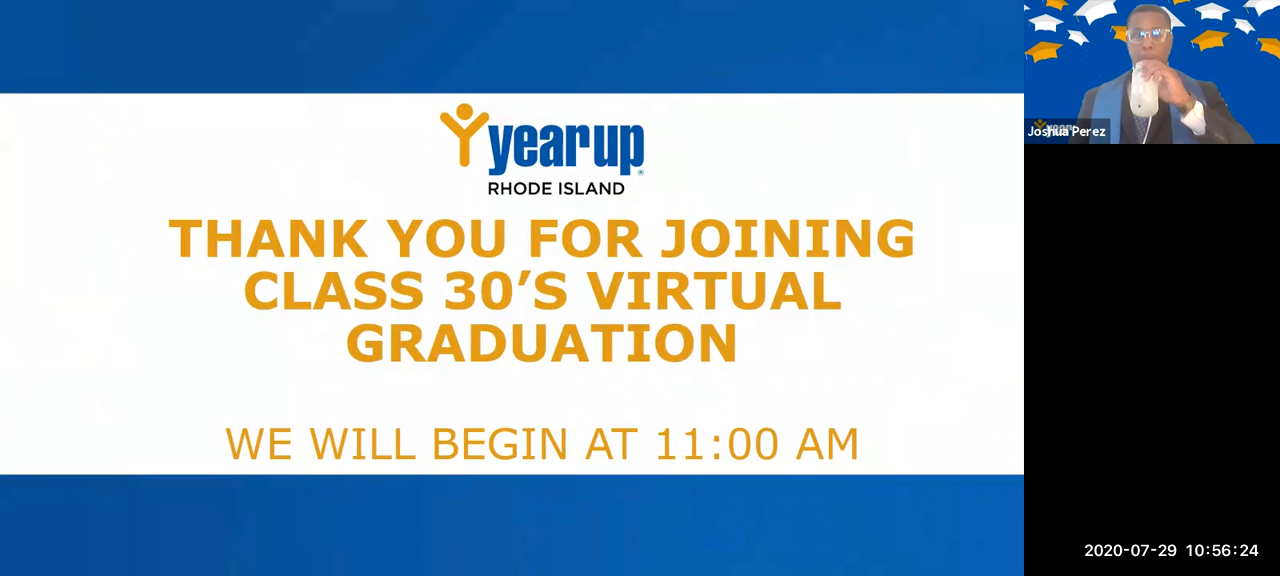 yearup
RHODE ISLAND
THANK YOU FOR JOINING
CLASS 30’S VIRTUAL
GRADUATION
WE WILL BEGIN AT 11:00 AM
Joshua Perez
2020-07-29 10:56:24